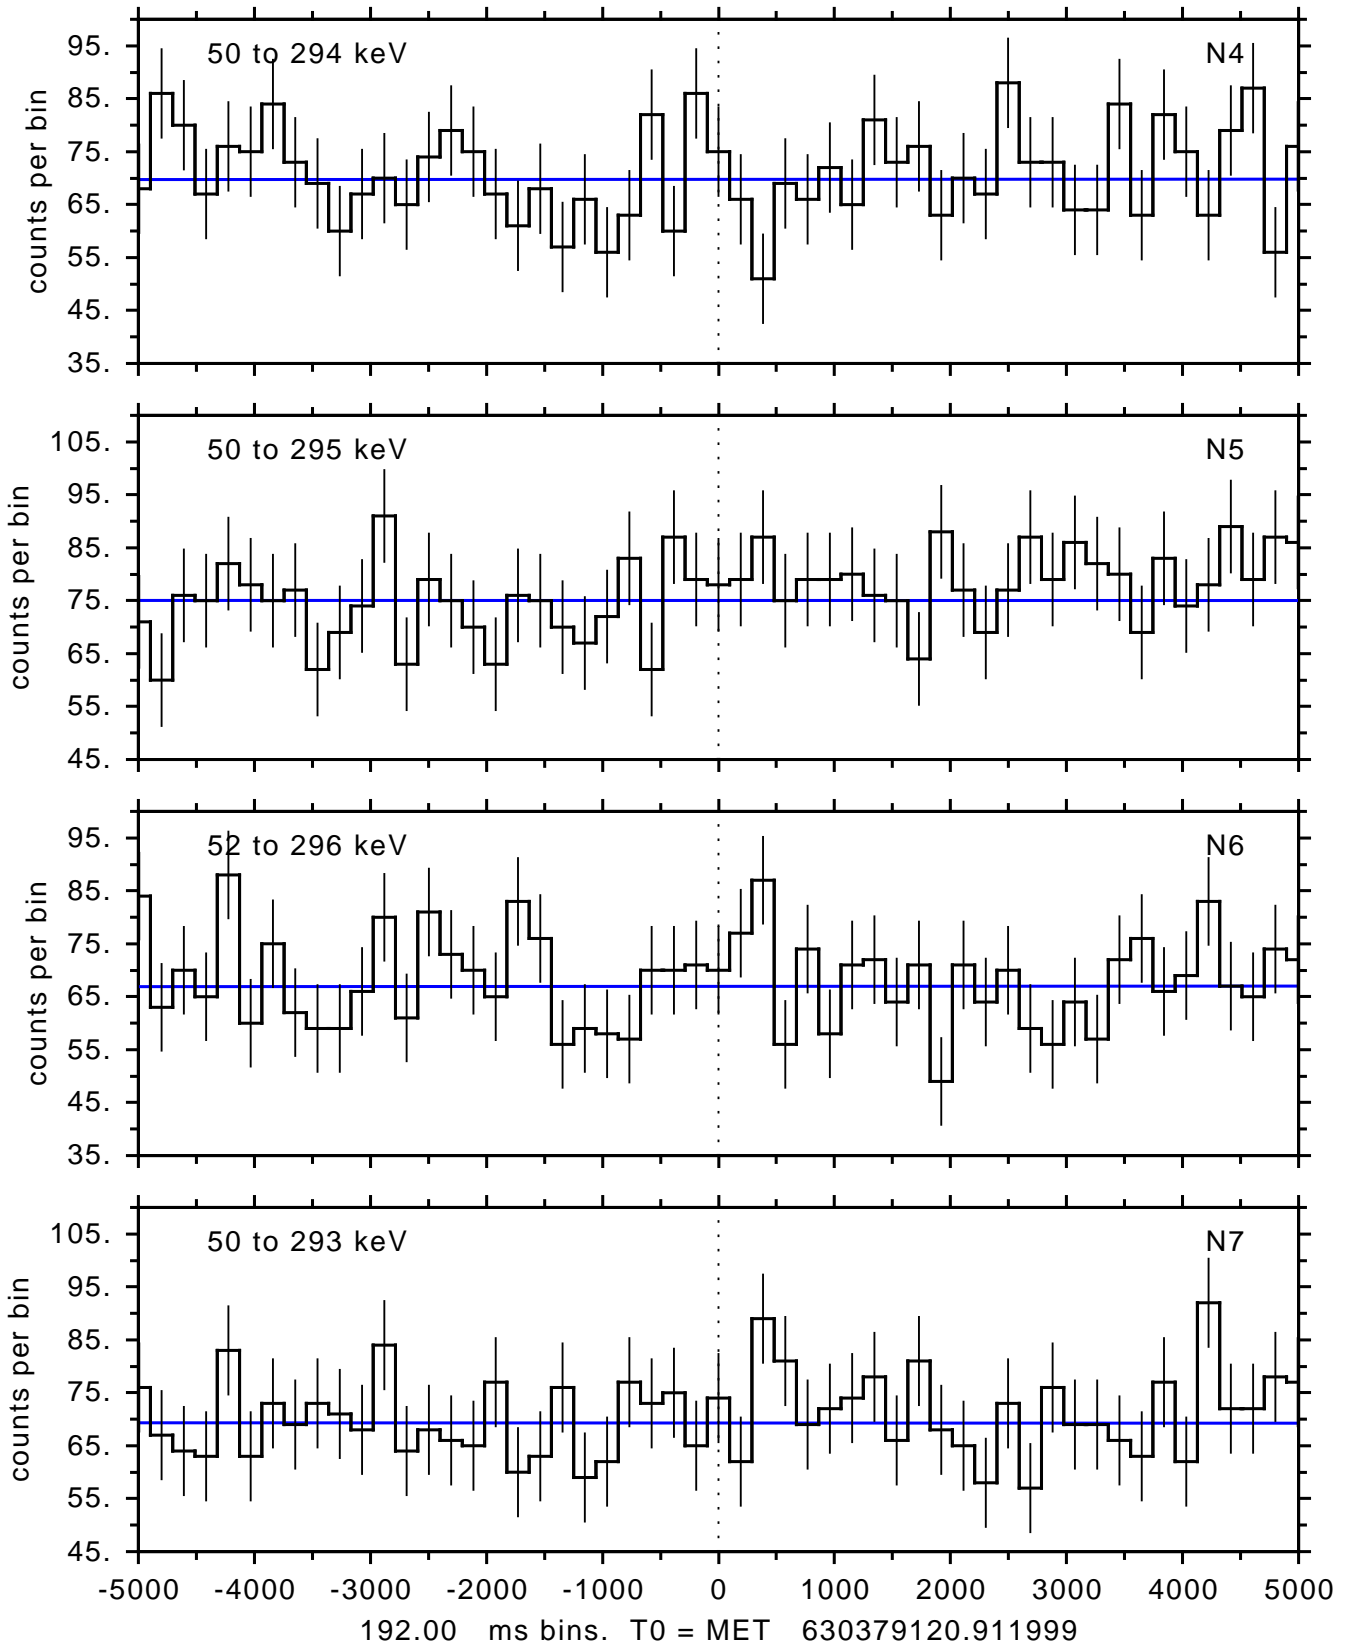 50 to 294 keV N4
95.
85.
75.
65.
55.
45.
35.
counts per bin
50 to 295 keV N5
105.
95.
85.
75.
65.
55.
45.
counts per bin
52 to 296 keV N6
95.
85.
75.
65.
55.
45.
35.
counts per bin
50 to 293 keV N7
105.
95.
85.
75.
65.
55.
45.
counts per bin
-5000 -4000 -3000 -2000 -1000 0 1000 2000 3000 4000 5000
192.00 ms bins. T0 = MET 630379120.911999